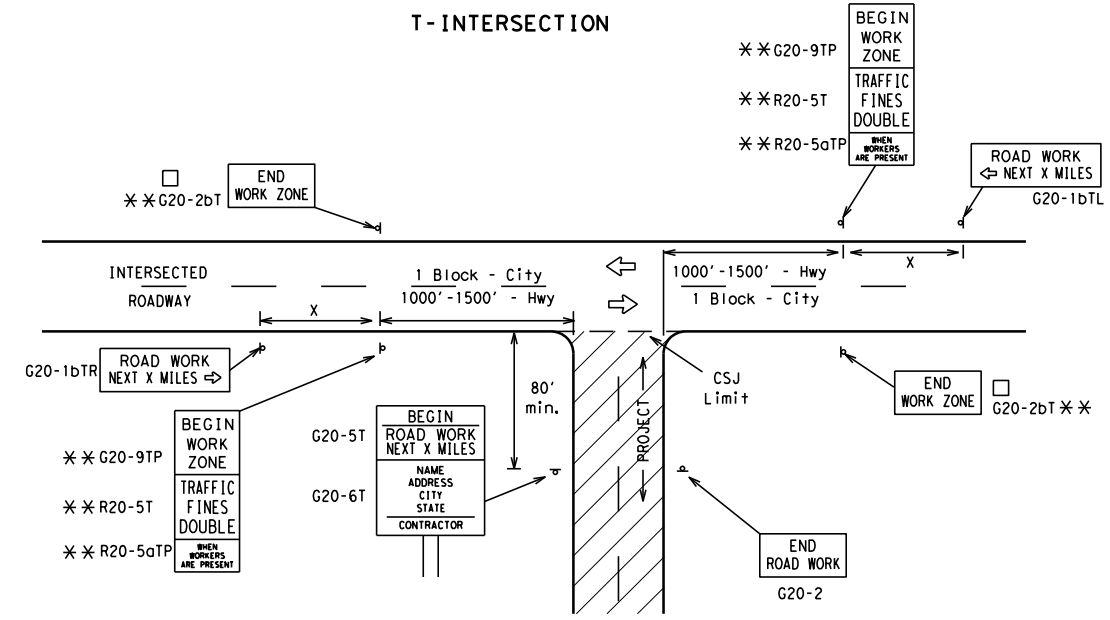 T-INTERSECTION
BEGIN
WORK
ZONE
**G20-9TP
TRAFFIC
FINES
DOUBLE
**R20-5T
WHEN
WORKERS
ARE PRESENT
**R20-5aTP
ROAD WORK
⇦ NEXT X MILES
G20-1bTL
□
**G20-2bT
END
WORK ZONE
INTERSECTED
ROADWAY
X
1 Block - City
1000'-1500' - Hwy
⇦
⇨
1000'-1500' - Hwy
1 Block - City
X
G20-1bTR
ROAD WORK
NEXT X MILES ⇨
80'
min.
CSJ
Limit
PROJECT
END
WORK ZONE
□
G20-2bT **
BEGIN
WORK
ZONE
**G20-9TP
TRAFFIC
FINES
DOUBLE
**R20-5T
WHEN
WORKERS
ARE PRESENT
**R20-5aTP
G20-5T
BEGIN
ROAD WORK
NEXT X MILES
G20-6T
NAME
ADDRESS
CITY
STATE
CONTRACTOR
END
ROAD WORK
G20-2